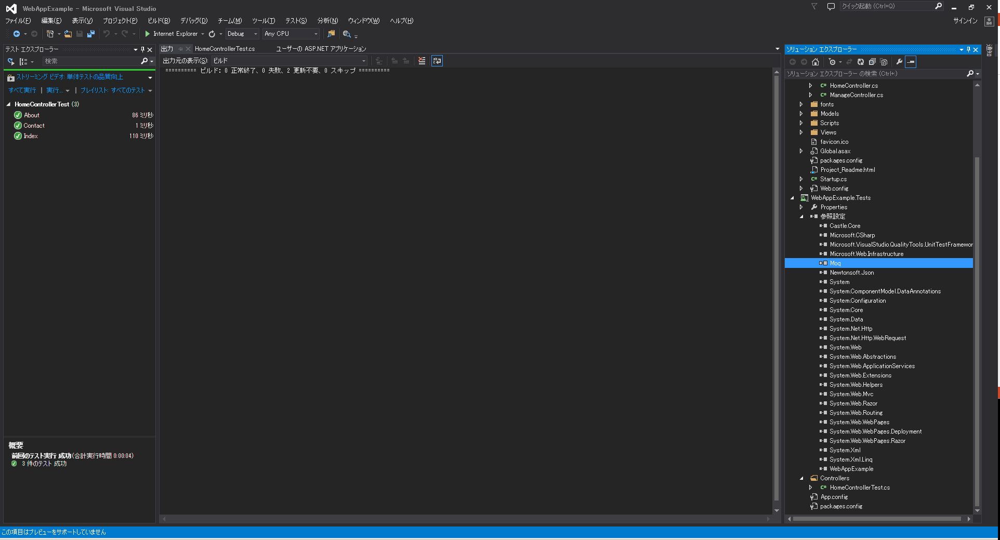 WebAppExample - Microsoft Visual Studio
クイック起動 (Ctrl+Q)
ファイル(F) 編集(E) 表示(V) プロジェクト(P) ビルド(B) デバッグ(D) チーム(M) ツール(T) テスト(S) 分析(N) ウィンドウ(W) ヘルプ(H)
サインイン
Internet Explorer Debug Any CPU
テスト エクスプローラー
検索
ストリーミング ビデオ: 単体テストの品質向上
すべて実行 | 実行... | プレイリスト: すべてのテスト
HomeControllerTest (3)
About 86 ミリ秒
Contact 1 ミリ秒
Index 110 ミリ秒
概要
前回のテスト実行 成功 (合計実行時間 0:00:04)
3 件のテスト 成功
出力 HomeControllerTest.cs ユーザーの ASP.NET アプリケーション
出力元の表示(S): ビルド
========== ビルド: 0 正常終了、0 失敗、2 更新不要、0 スキップ ==========
ソリューション エクスプローラー
通知
ソリューション エクスプローラー の検索 (Ctrl+:)
C# HomeController.cs
C# ManageController.cs
fonts
Models
Scripts
Views
favicon.ico
Global.asax
packages.config
Project_Readme.html
C# Startup.cs
Web.config
WebAppExample.Tests
Properties
参照設定
Castle.Core
Microsoft.CSharp
Microsoft.VisualStudio.QualityTools.UnitTestFramewor
Microsoft.Web.Infrastructure
Moq
Newtonsoft.Json
System
System.ComponentModel.DataAnnotations
System.Configuration
System.Core
System.Data
System.Net.Http
System.Net.Http.WebRequest
System.Web
System.Web.Abstractions
System.Web.ApplicationServices
System.Web.Extensions
System.Web.Helpers
System.Web.Mvc
System.Web.Razor
System.Web.Routing
System.Web.WebPages
System.Web.WebPages.Deployment
System.Web.WebPages.Razor
System.Xml
System.Xml.Linq
WebAppExample
Controllers
C# HomeControllerTest.cs
App.config
packages.config
この項目はプレビューをサポートしていません